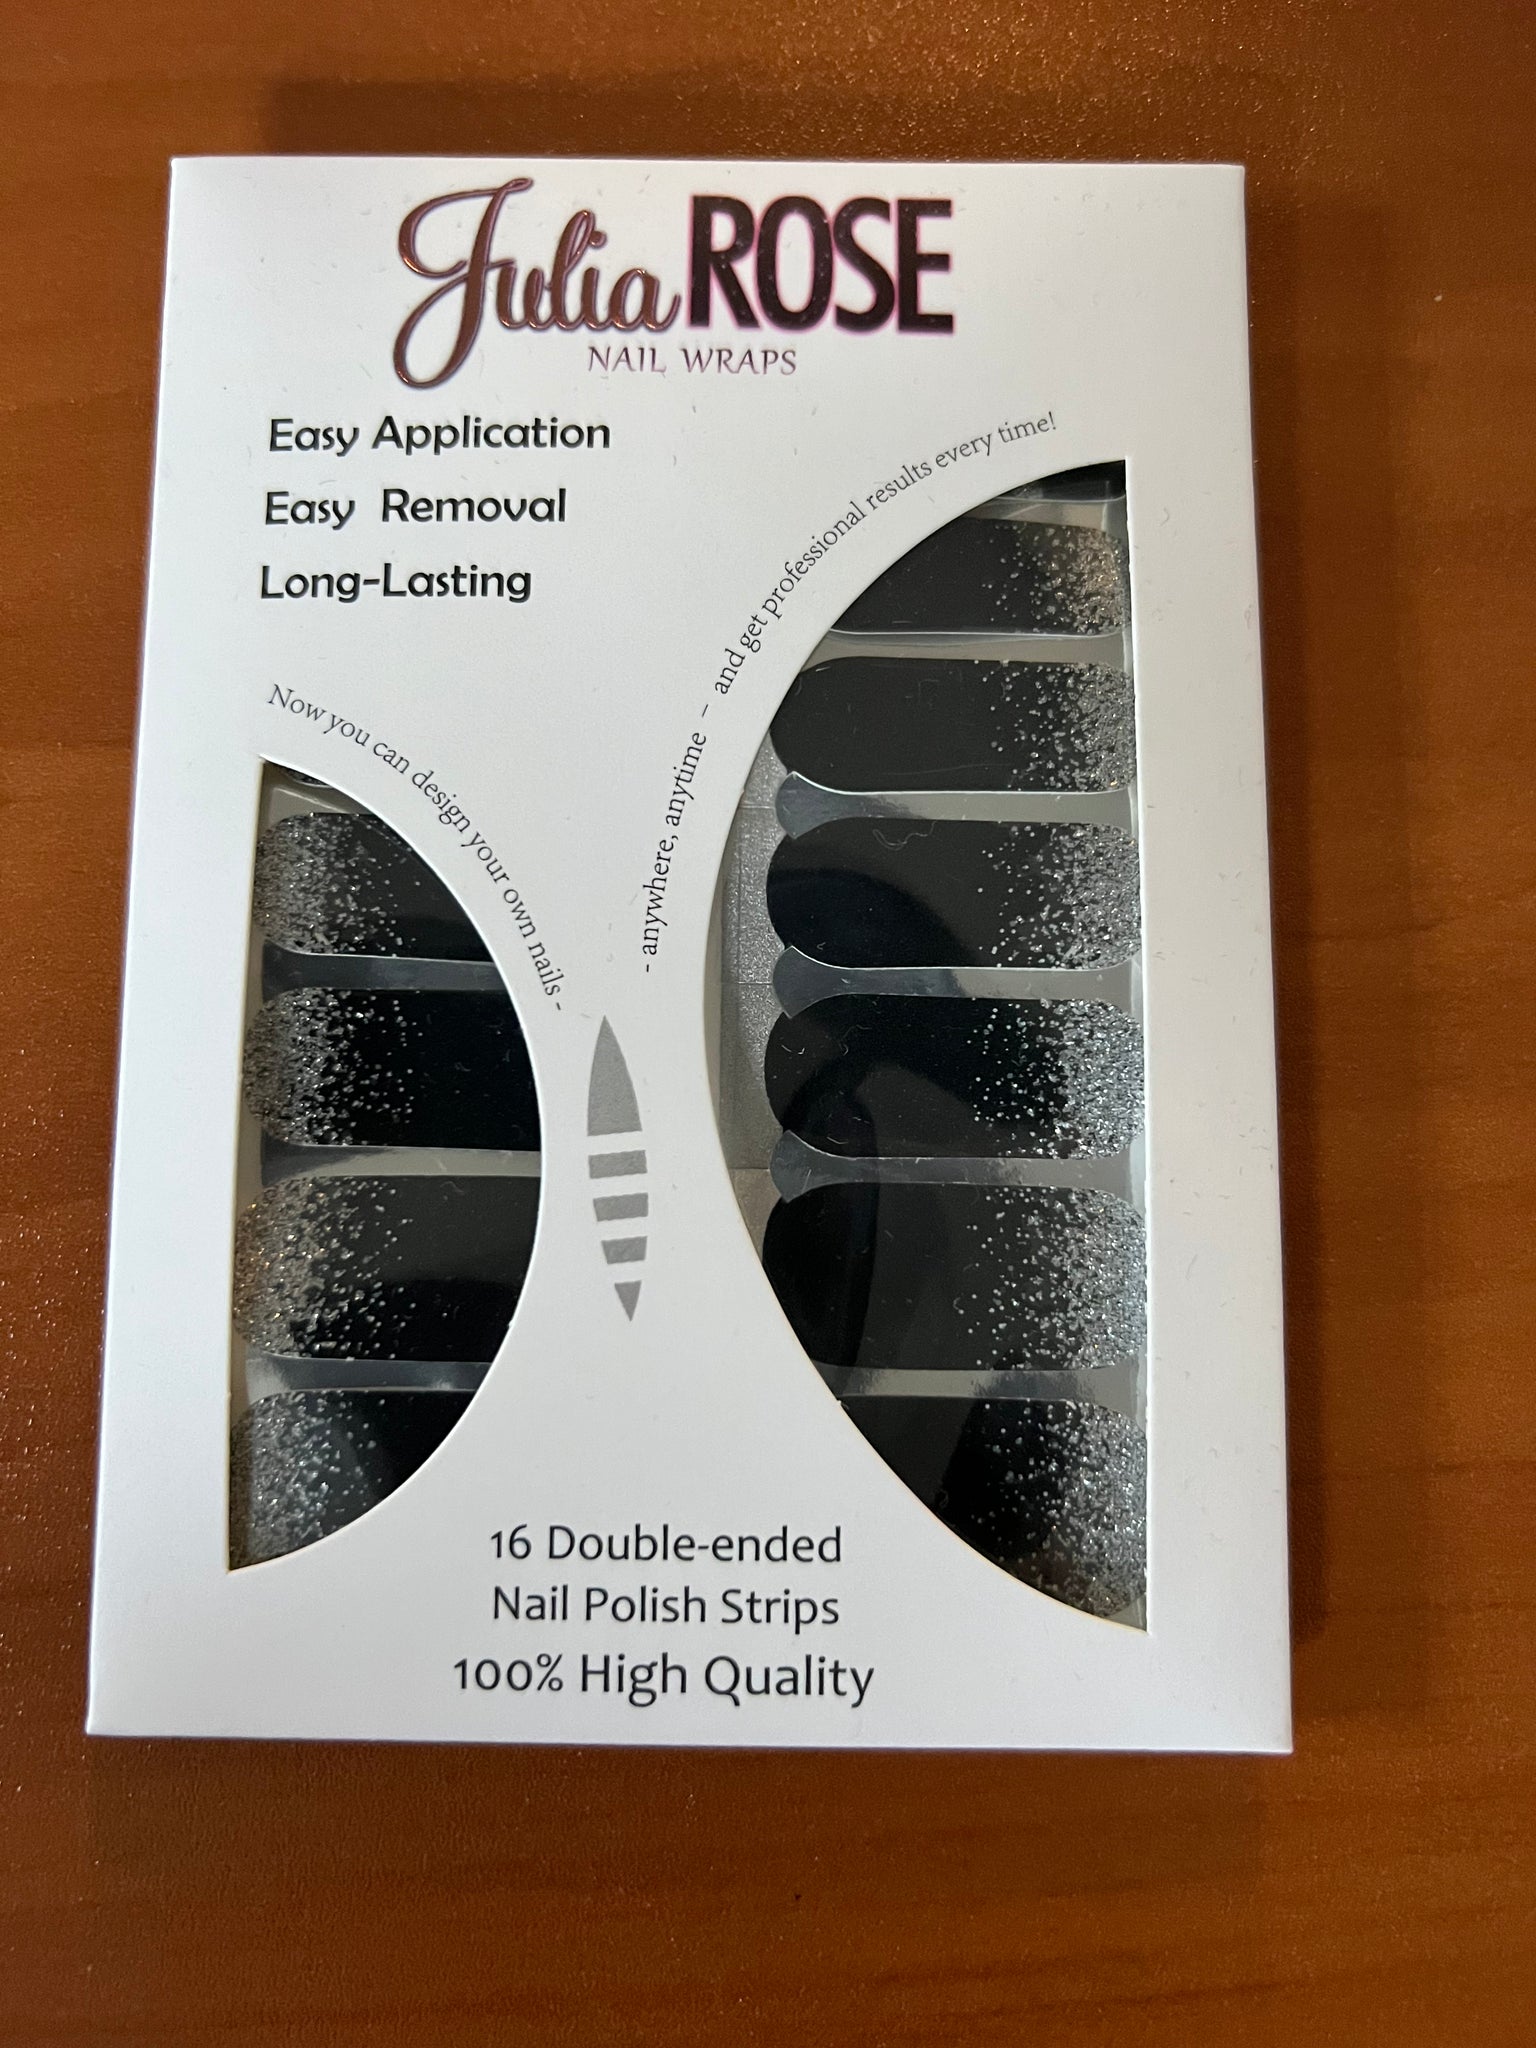 Julia ROSE
NAIL WRAPS
Easy Application
Easy Removal
Long-Lasting
Now you can design your own nails -
- anywhere, anytime - and get professional results every time!
16 Double-ended
Nail Polish Strips
100% High Quality